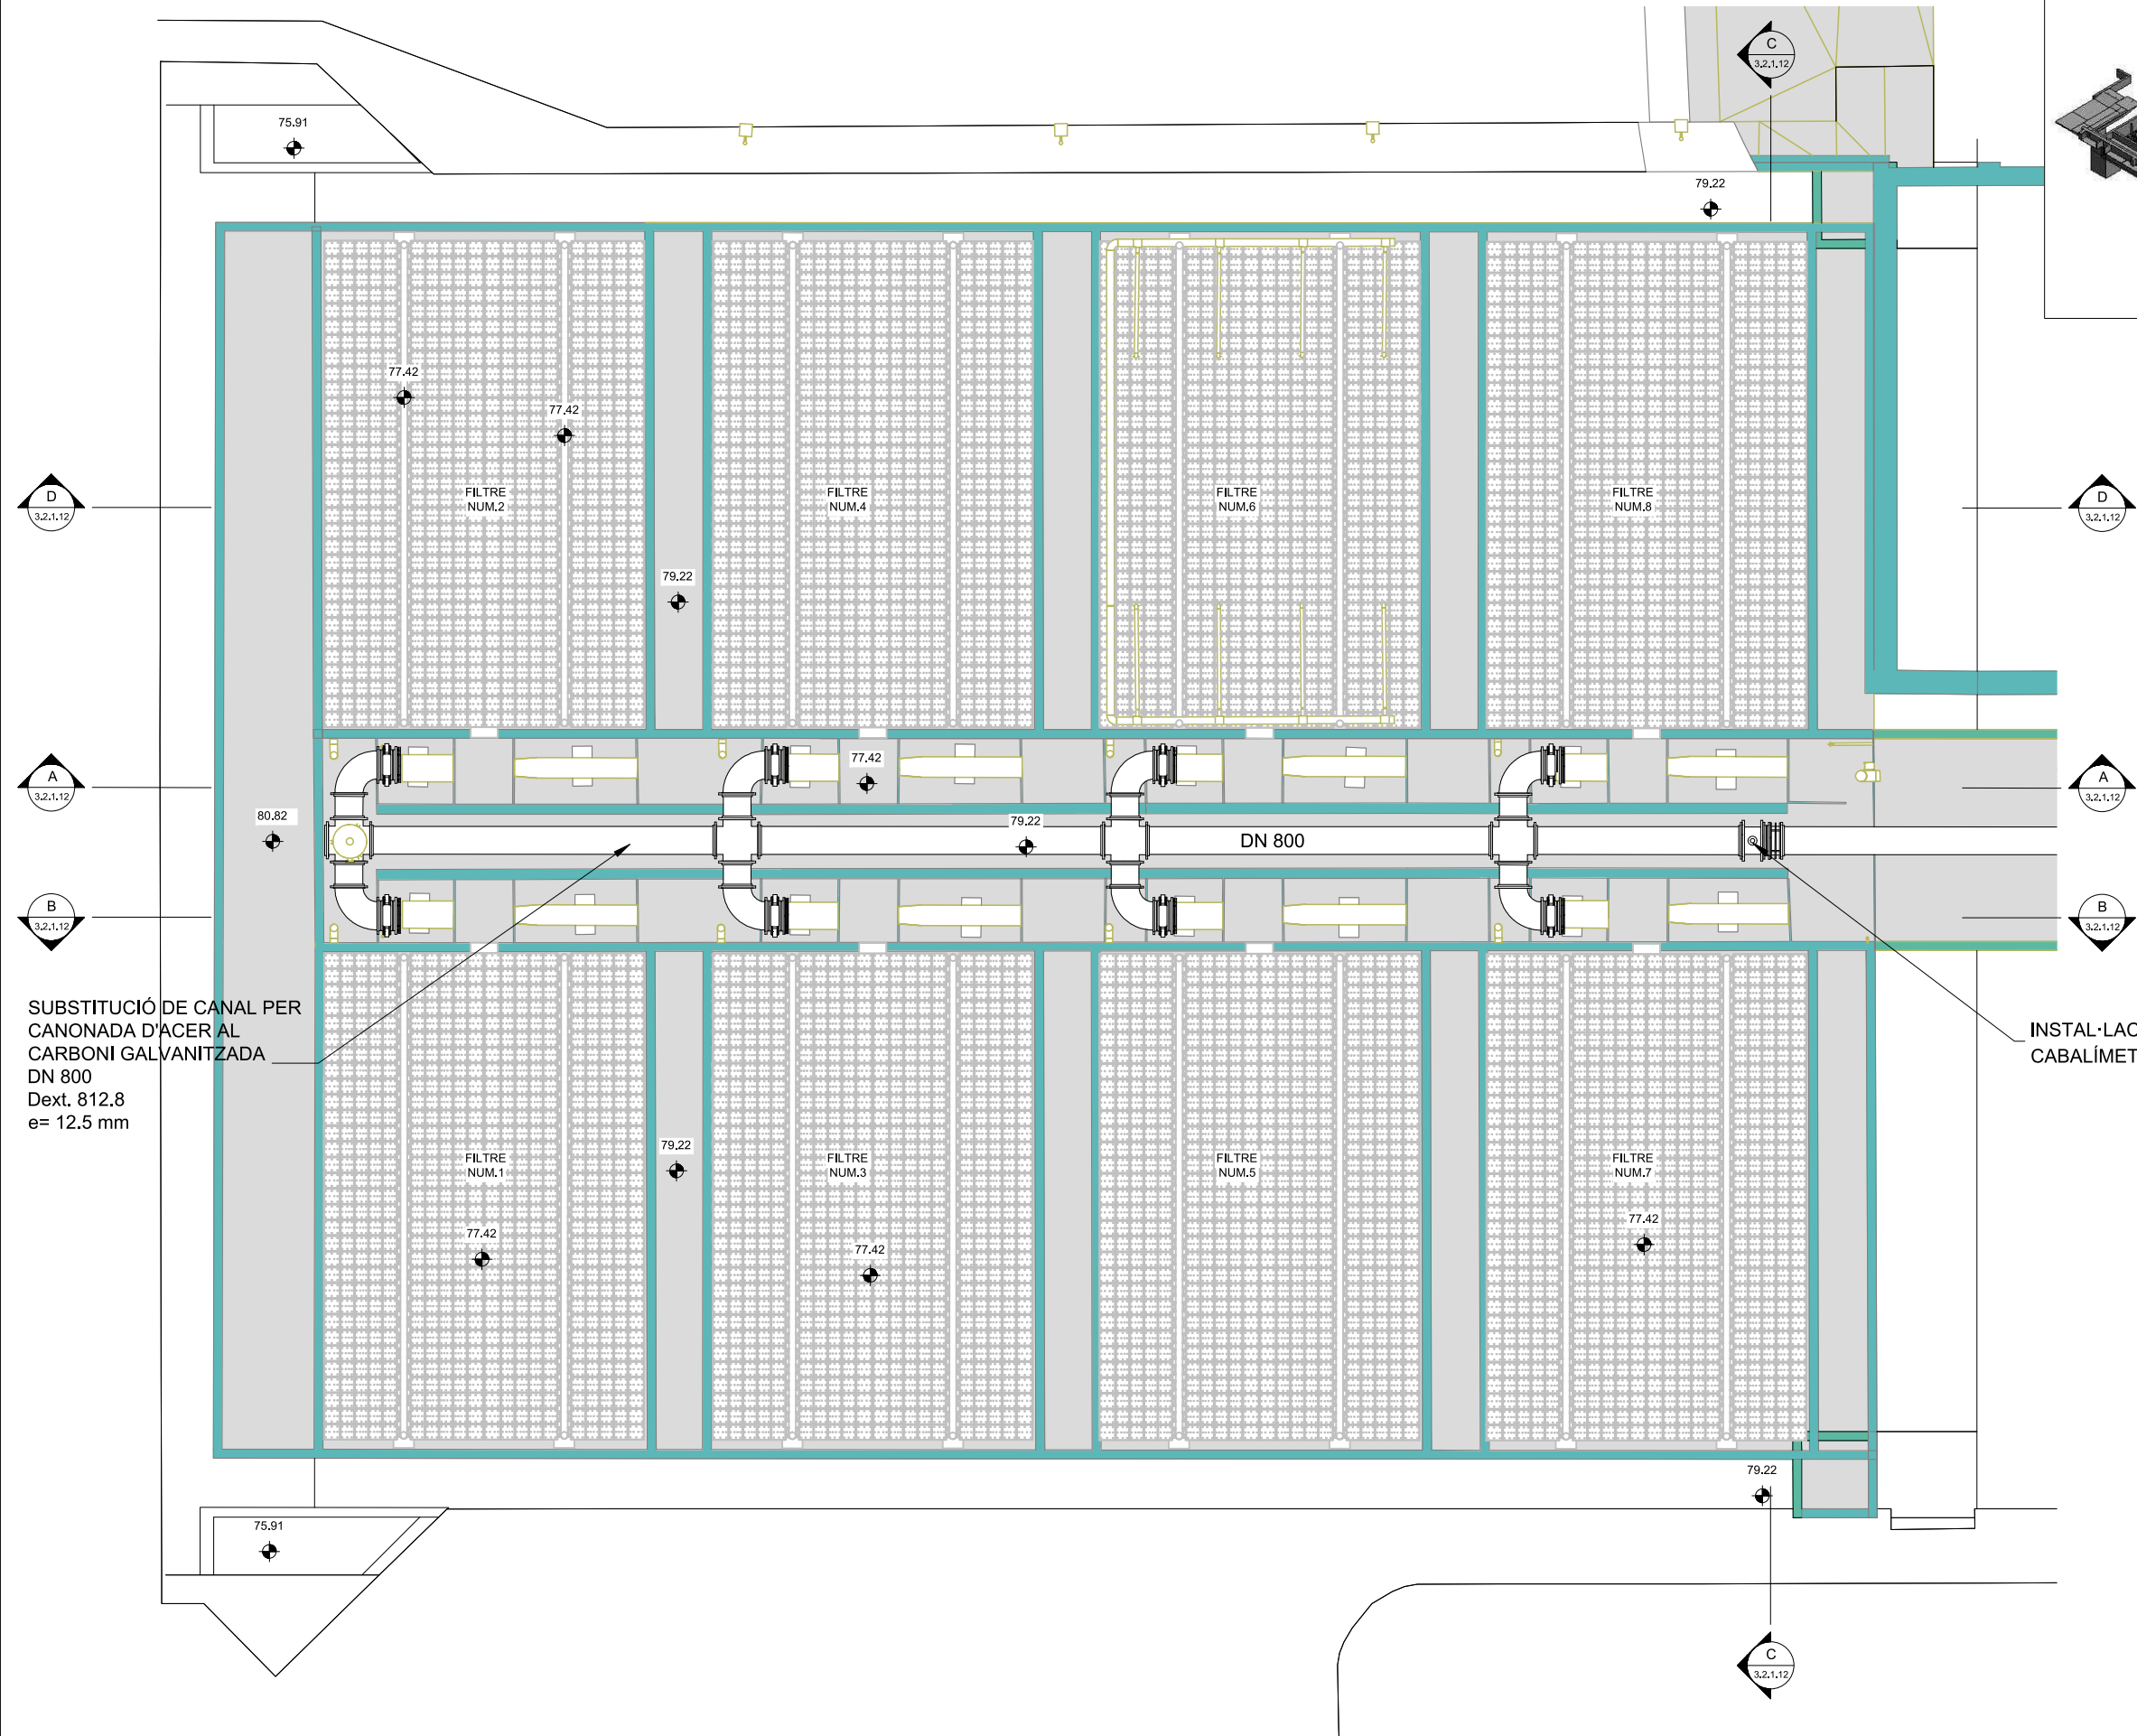 C
3.2.1.12
75.91
79.22
77.42
77.42
D
3.2.1.12
FILTRE
NUM.2
FILTRE
NUM.4
FILTRE
NUM.6
FILTRE
NUM.8
D
3.2.1.12
79.22
A
3.2.1.12
77.42
A
3.2.1.12
80.82
79.22
DN 800
B
3.2.1.12
B
3.2.1.12
SUBSTITUCIÓ DE CANAL PER
CANONADA D'ACER AL
CARBONI GALVANITZADA
DN 800
Dext. 812.8
e= 12.5 mm
INSTAL·LAC
CABALÍMET
79.22
FILTRE
NUM.1
FILTRE
NUM.3
FILTRE
NUM.5
FILTRE
NUM.7
77.42
77.42
77.42
79.22
75.91
C
3.2.1.12